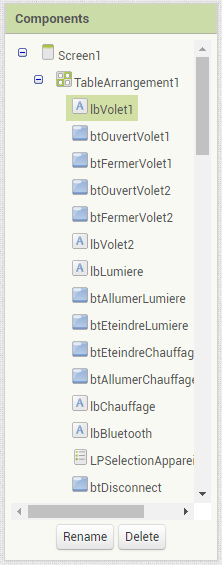 Components
Screen1
TableArrangement1
A lbVolet1
btOuvertVolet1
btFermerVolet1
btOuvertVolet2
btFermerVolet2
A lbVolet2
A lbLumiere
btAllumerLumiere
btEteindreLumiere
btEteindreChauffag
btAllumerChauffage
A lbChauffage
A lbBluetooth
LPSelectionApparei
btDisconnect
Rename Delete